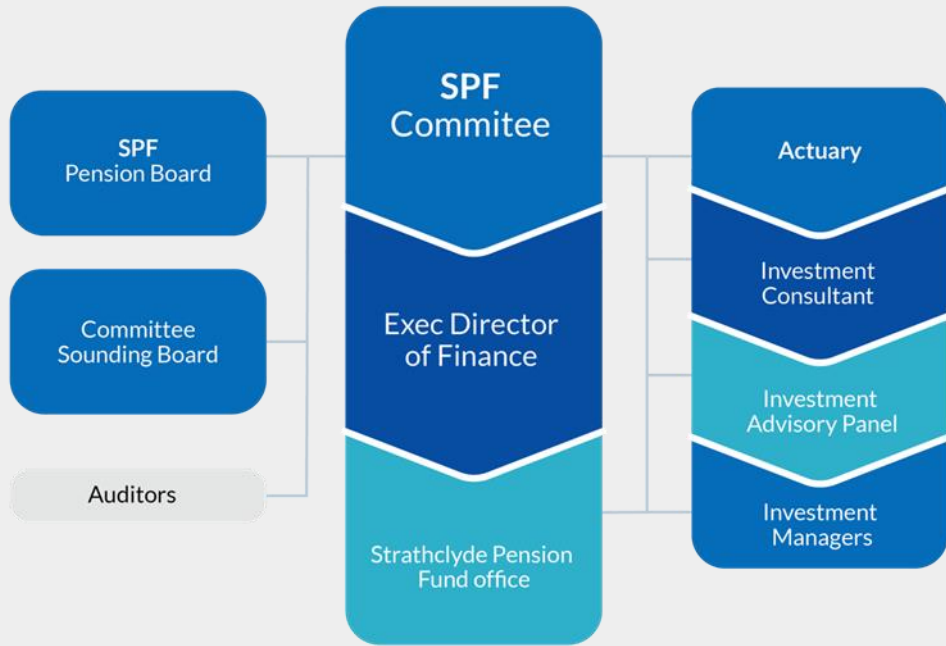 SPF
Pension Board
Committee
Sounding Board
Auditors
SPF
Commitee
Exec Director
of Finance
Strathclyde Pension
Fund office
Actuary
Investment
Consultant
Investment
Advisory Panel
Investment
Managers